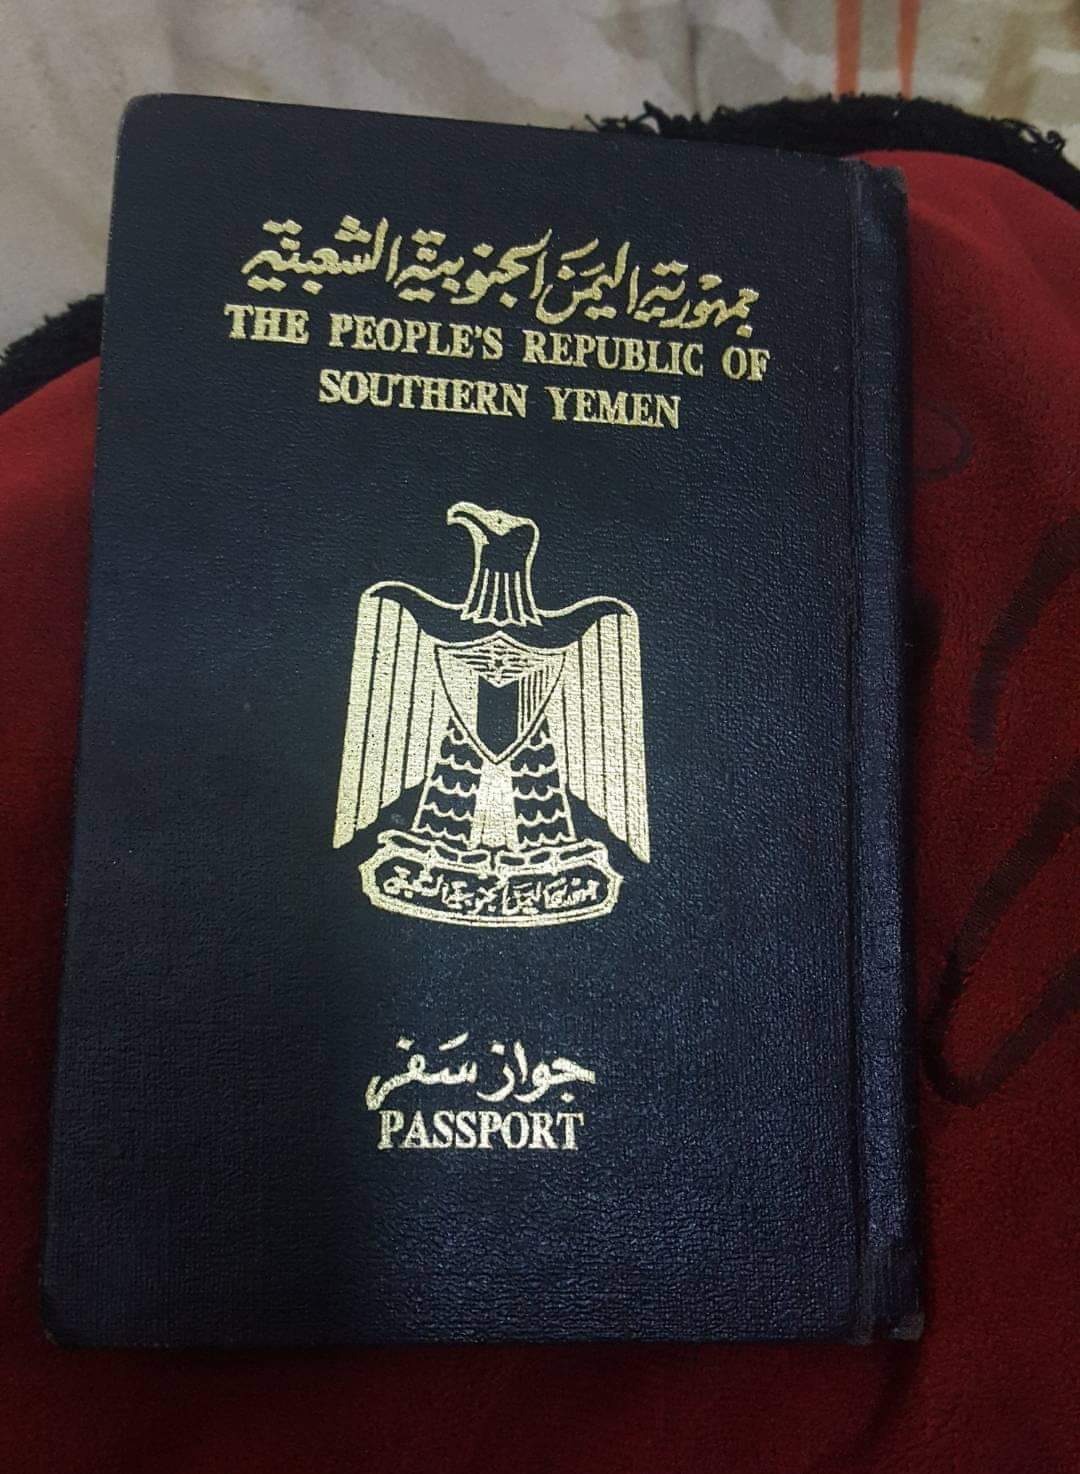 جمهورية اليمن الجنوبية الشعبية
THE PEOPLE'S REPUBLIC OF
SOUTHERN YEMEN
جمهورية اليمن الجنوبية الشعبية
جواز سفر
PASSPORT